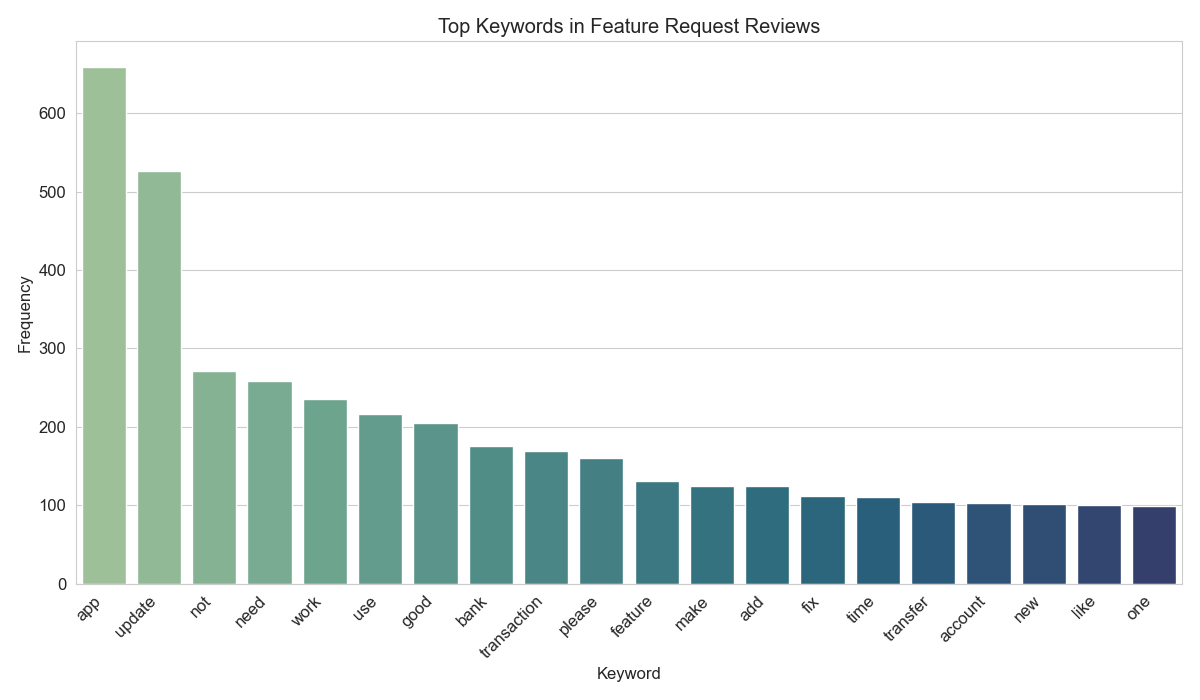 Top Keywords in Feature Request Reviews
Frequency
600
500
400
300
200
100
0
app
update
not
need
work
use
good
bank
transaction
please
feature
make
add
fix
time
transfer
account
new
like
one
Keyword